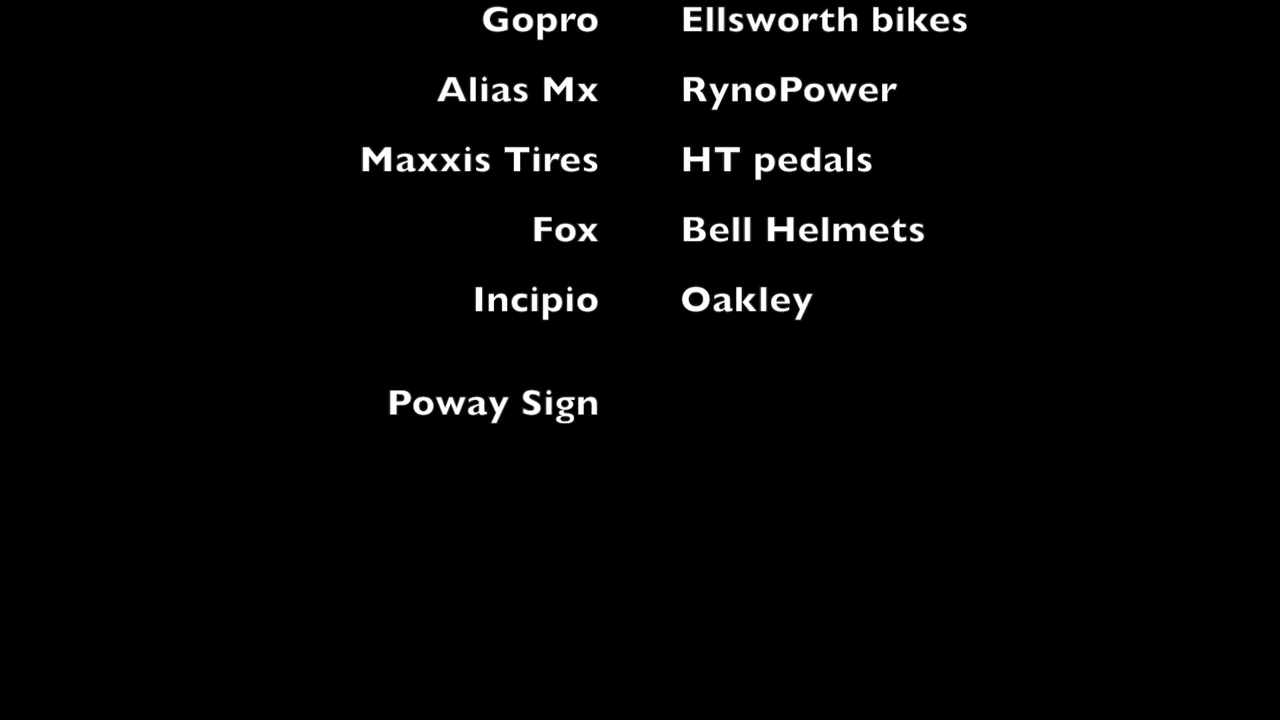 Gopro Ellsworth bikes
Alias Mx RynoPower
Maxxis Tires HT pedals
Fox Bell Helmets
Incipio Oakley
Poway Sign